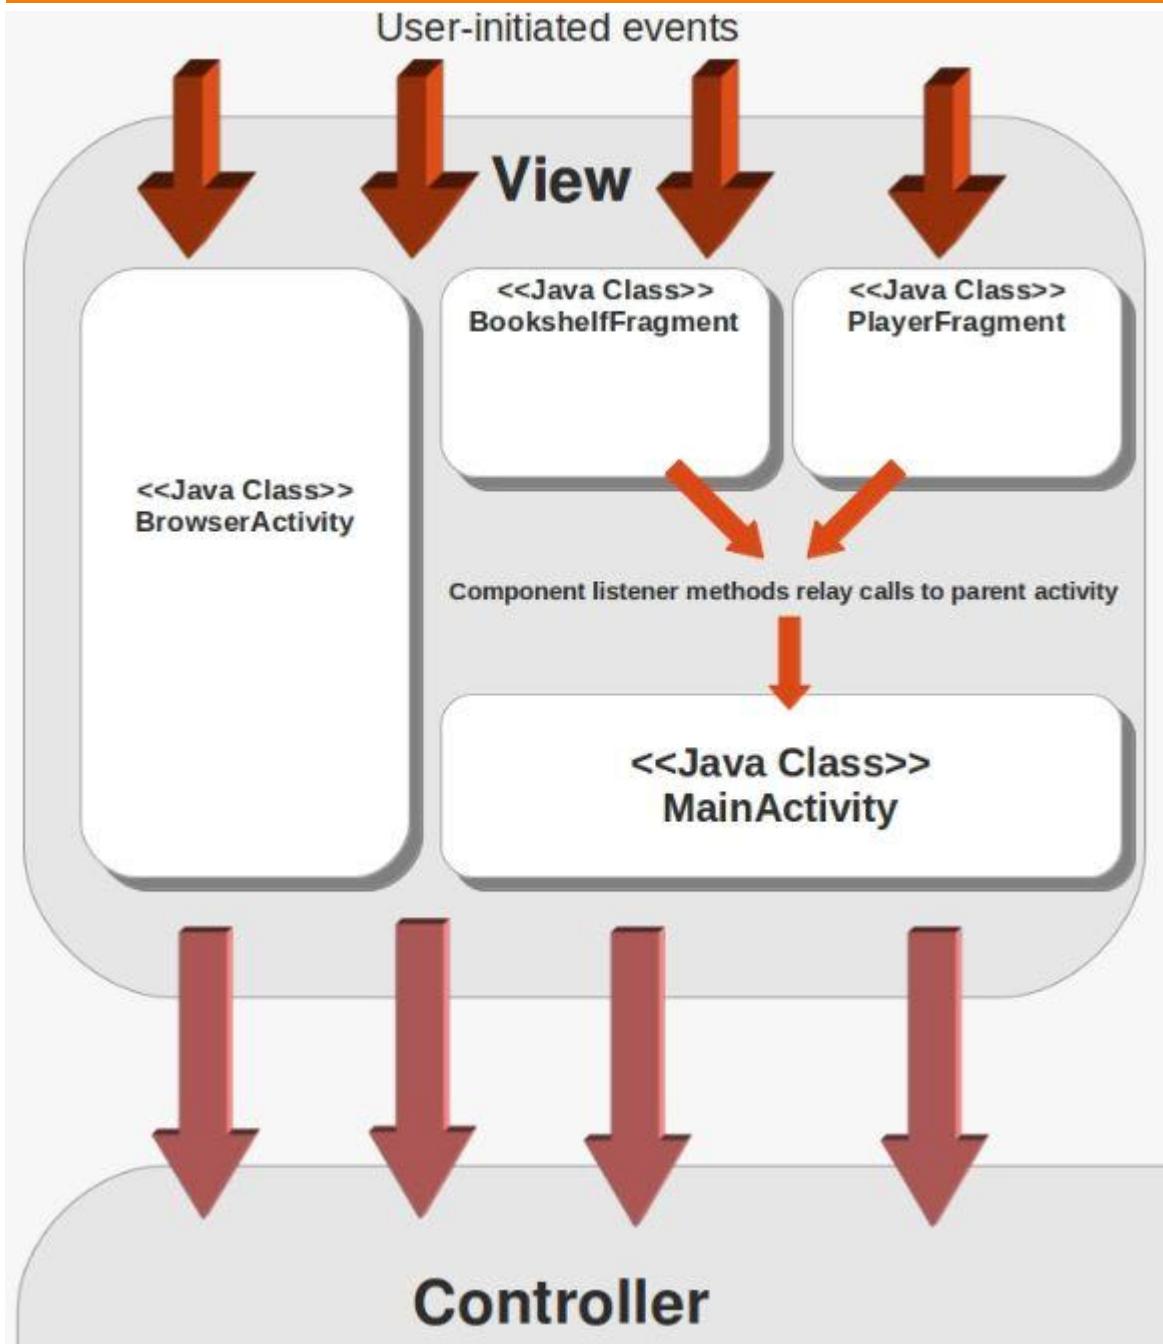 User-initiated events
View
<<Java Class>>
BookshelfFragment
<<Java Class>>
PlayerFragment
<<Java Class>>
BrowserActivity
Component listener methods relay calls to parent activity
<<Java Class>>
MainActivity
Controller